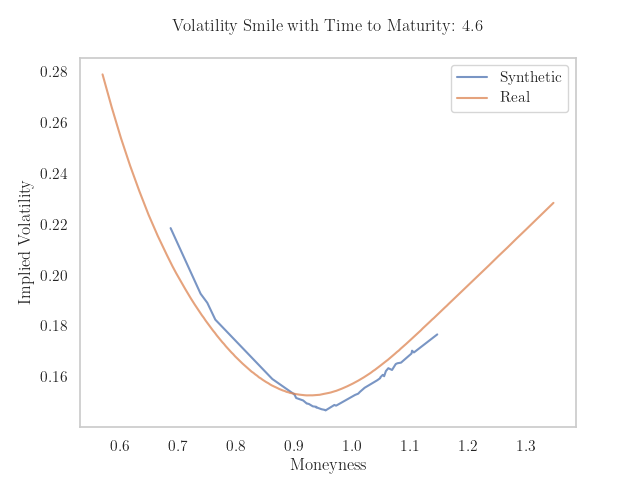 Volatility Smile with Time to Maturity: 4.6
Synthetic
Real
0.28
0.26
0.24
0.22
0.20
0.18
0.16
Implied Volatility
0.6 0.7 0.8 0.9 1.0 1.1 1.2 1.3
Moneyness